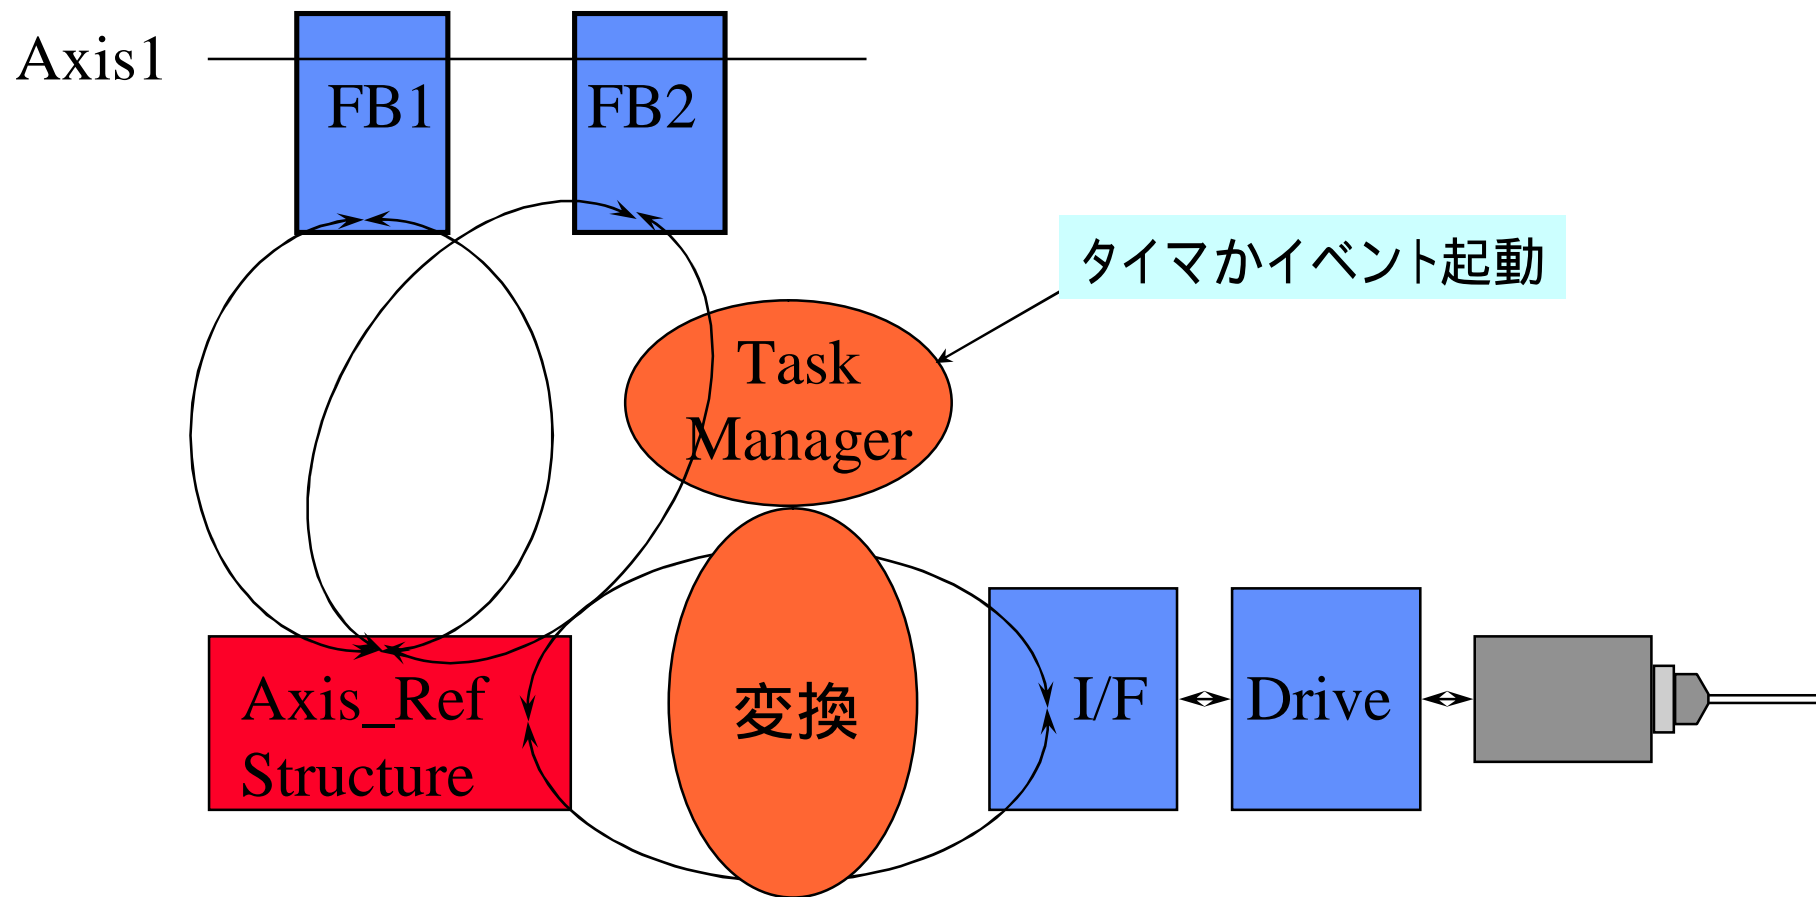 Axis1
FB1
FB2
タイマかイベント起動
Task
Manager
Axis_Ref
Structure
変換
I/F
Drive